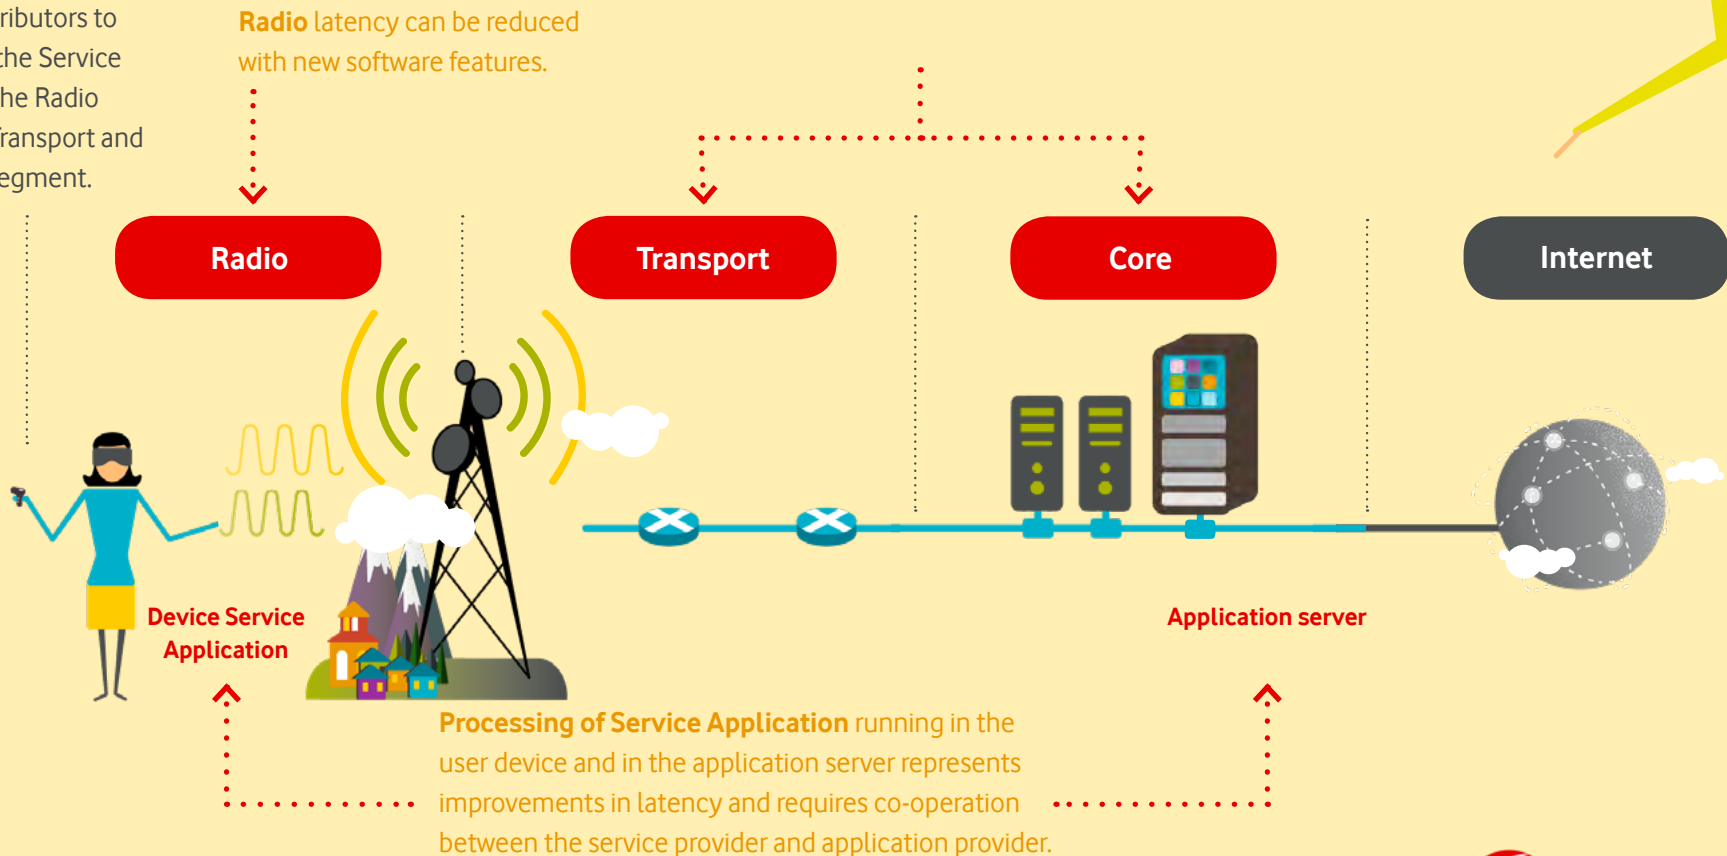 ributors to
the Service
he Radio
Transport and
egment.
Radio latency can be reduced
with new software features.
Radio
Transport
Core
Internet
Device Service
Application
Application server
Processing of Service Application running in the
user device and in the application server represents
improvements in latency and requires co-operation
between the service provider and application provider.